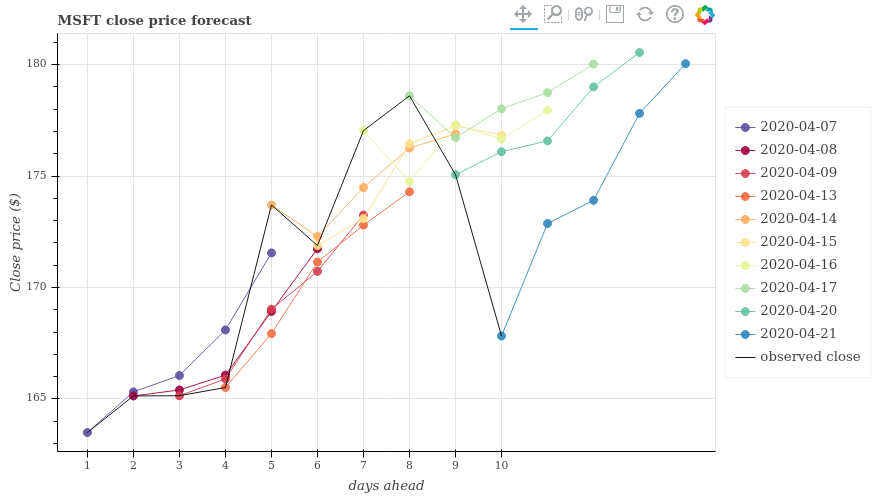 MSFT close price forecast
180
175
170
165
Close price ($)
1 2 3 4 5 6 7 8 9 10
days ahead
2020-04-07
2020-04-08
2020-04-09
2020-04-13
2020-04-14
2020-04-15
2020-04-16
2020-04-17
2020-04-20
2020-04-21
observed close